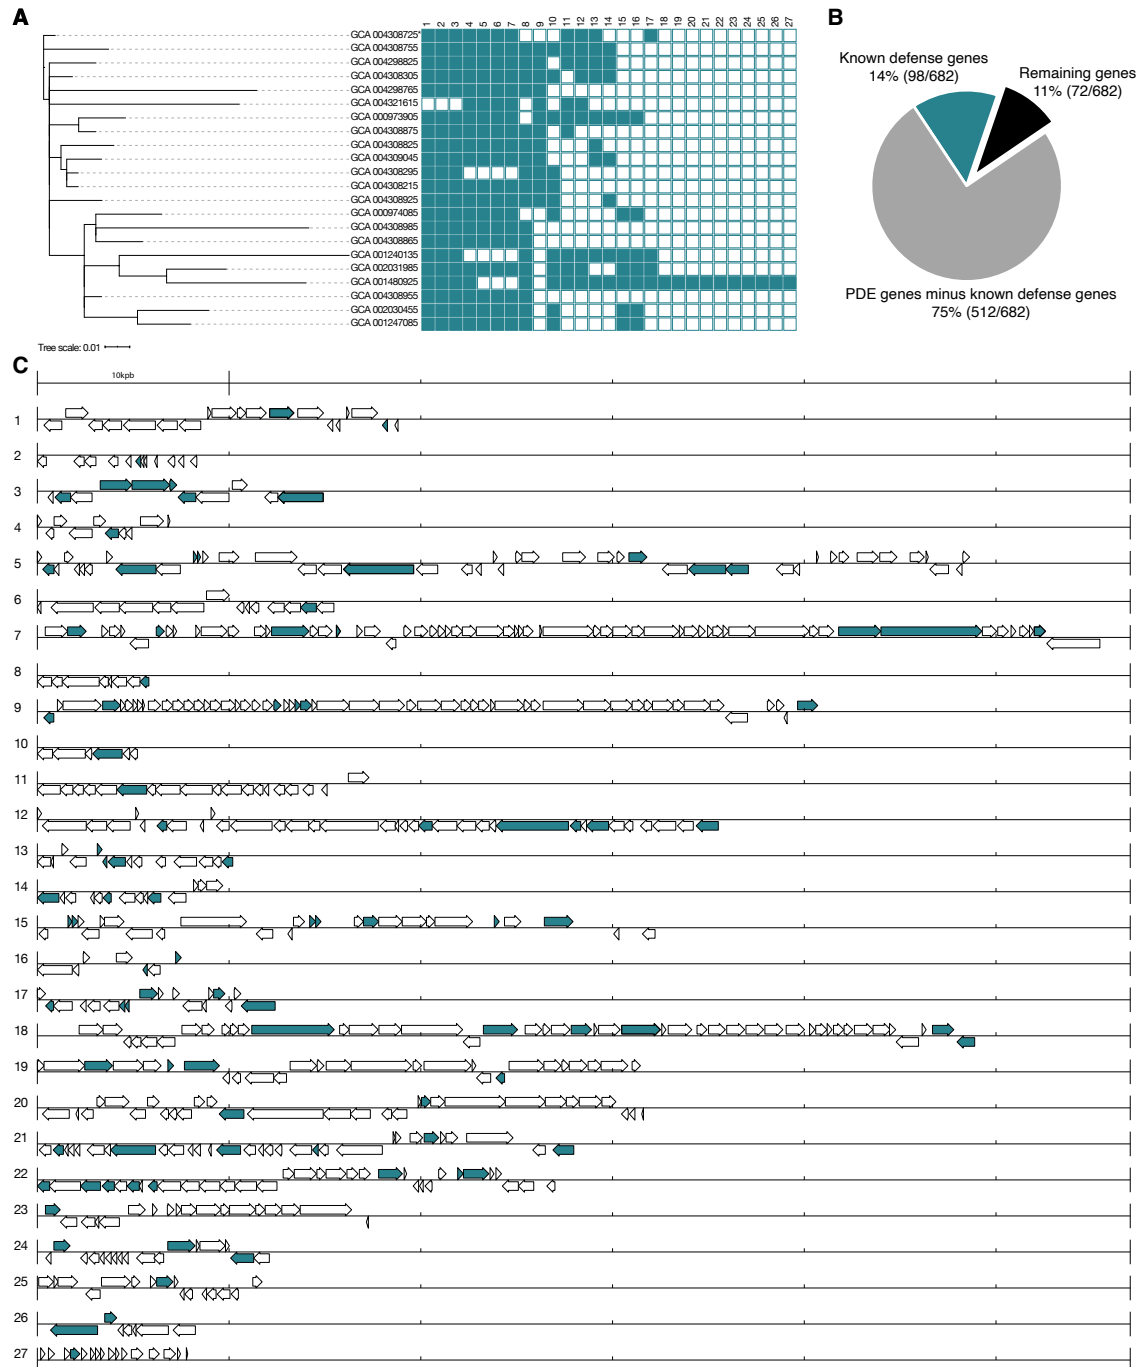 A
1 2 3 4 5 6 7 8 9 10 11 12 13 14 15 16 17 18 19 20 21 22 23 24 25 26 27
GCA 004308725*
GCA 004308755
GCA 004298825
GCA 004308305
GCA 004298765
GCA 004321615
GCA 000973905
GCA 004308875
GCA 004308825
GCA 004309045
GCA 004308295
GCA 004308215
GCA 004308925
GCA 000974085
GCA 004308985
GCA 004308865
GCA 001240135
GCA 002031985
GCA 001480925
GCA 004308955
GCA 002030455
GCA 001247085
Tree scale: 0.01
B
Known defense genes
14% (98/682)
Remaining genes
11% (72/682)
PDE genes minus known defense genes
75% (512/682)
C
10kpb
1
2
3
4
5
6
7
8
9
10
11
12
13
14
15
16
17
18
19
20
21
22
23
24
25
26
27